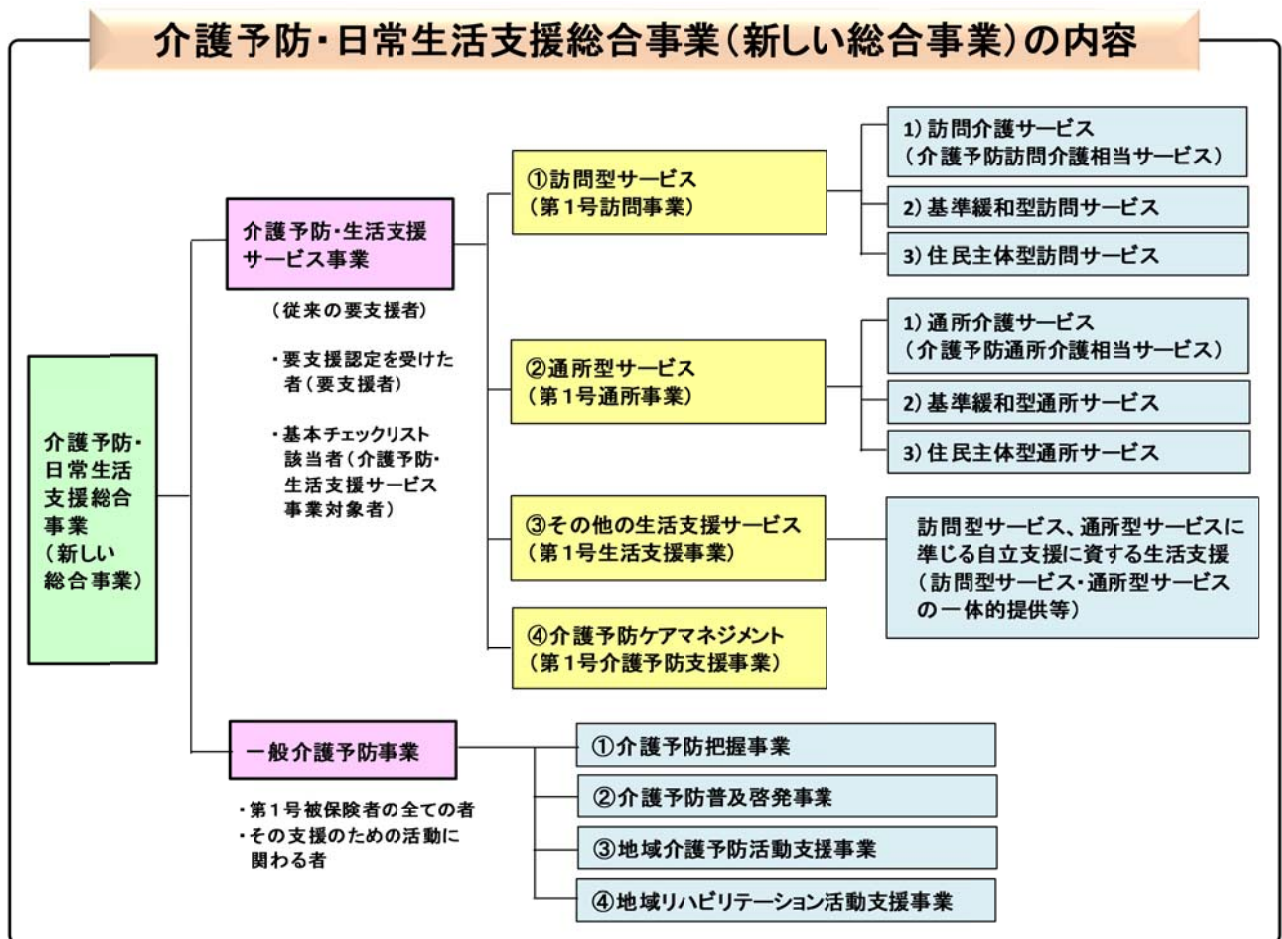 介護予防・日常生活支援総合事業(新しい総合事業)の内容
介護予防・
日常生活
支援総合
事業
(新しい
総合事業)
介護予防・生活支援
サービス事業
(従来の要支援者)
・要支援認定を受けた
者(要支援者)
・基本チェックリスト
該当者(介護予防・
生活支援サービス
事業対象者)
①訪問型サービス
(第1号訪問事業)
1)訪問介護サービス
(介護予防訪問介護相当サービス)
2)基準緩和型訪問サービス
3)住民主体型訪問サービス
②通所型サービス
(第1号通所事業)
1)通所介護サービス
(介護予防通所介護相当サービス)
2)基準緩和型通所サービス
3)住民主体型通所サービス
③その他の生活支援サービス
(第1号生活支援事業)
訪問型サービス、通所型サービスに
準じる自立支援に資する生活支援
(訪問型サービス・通所型サービス
の一体的提供等)
④介護予防ケアマネジメント
(第1号介護予防支援事業)
一般介護予防事業
・第1号被保険者の全ての者
・その支援のための活動に
関わる者
①介護予防把握事業
②介護予防普及啓発事業
③地域介護予防活動支援事業
④地域リハビリテーション活動支援事業